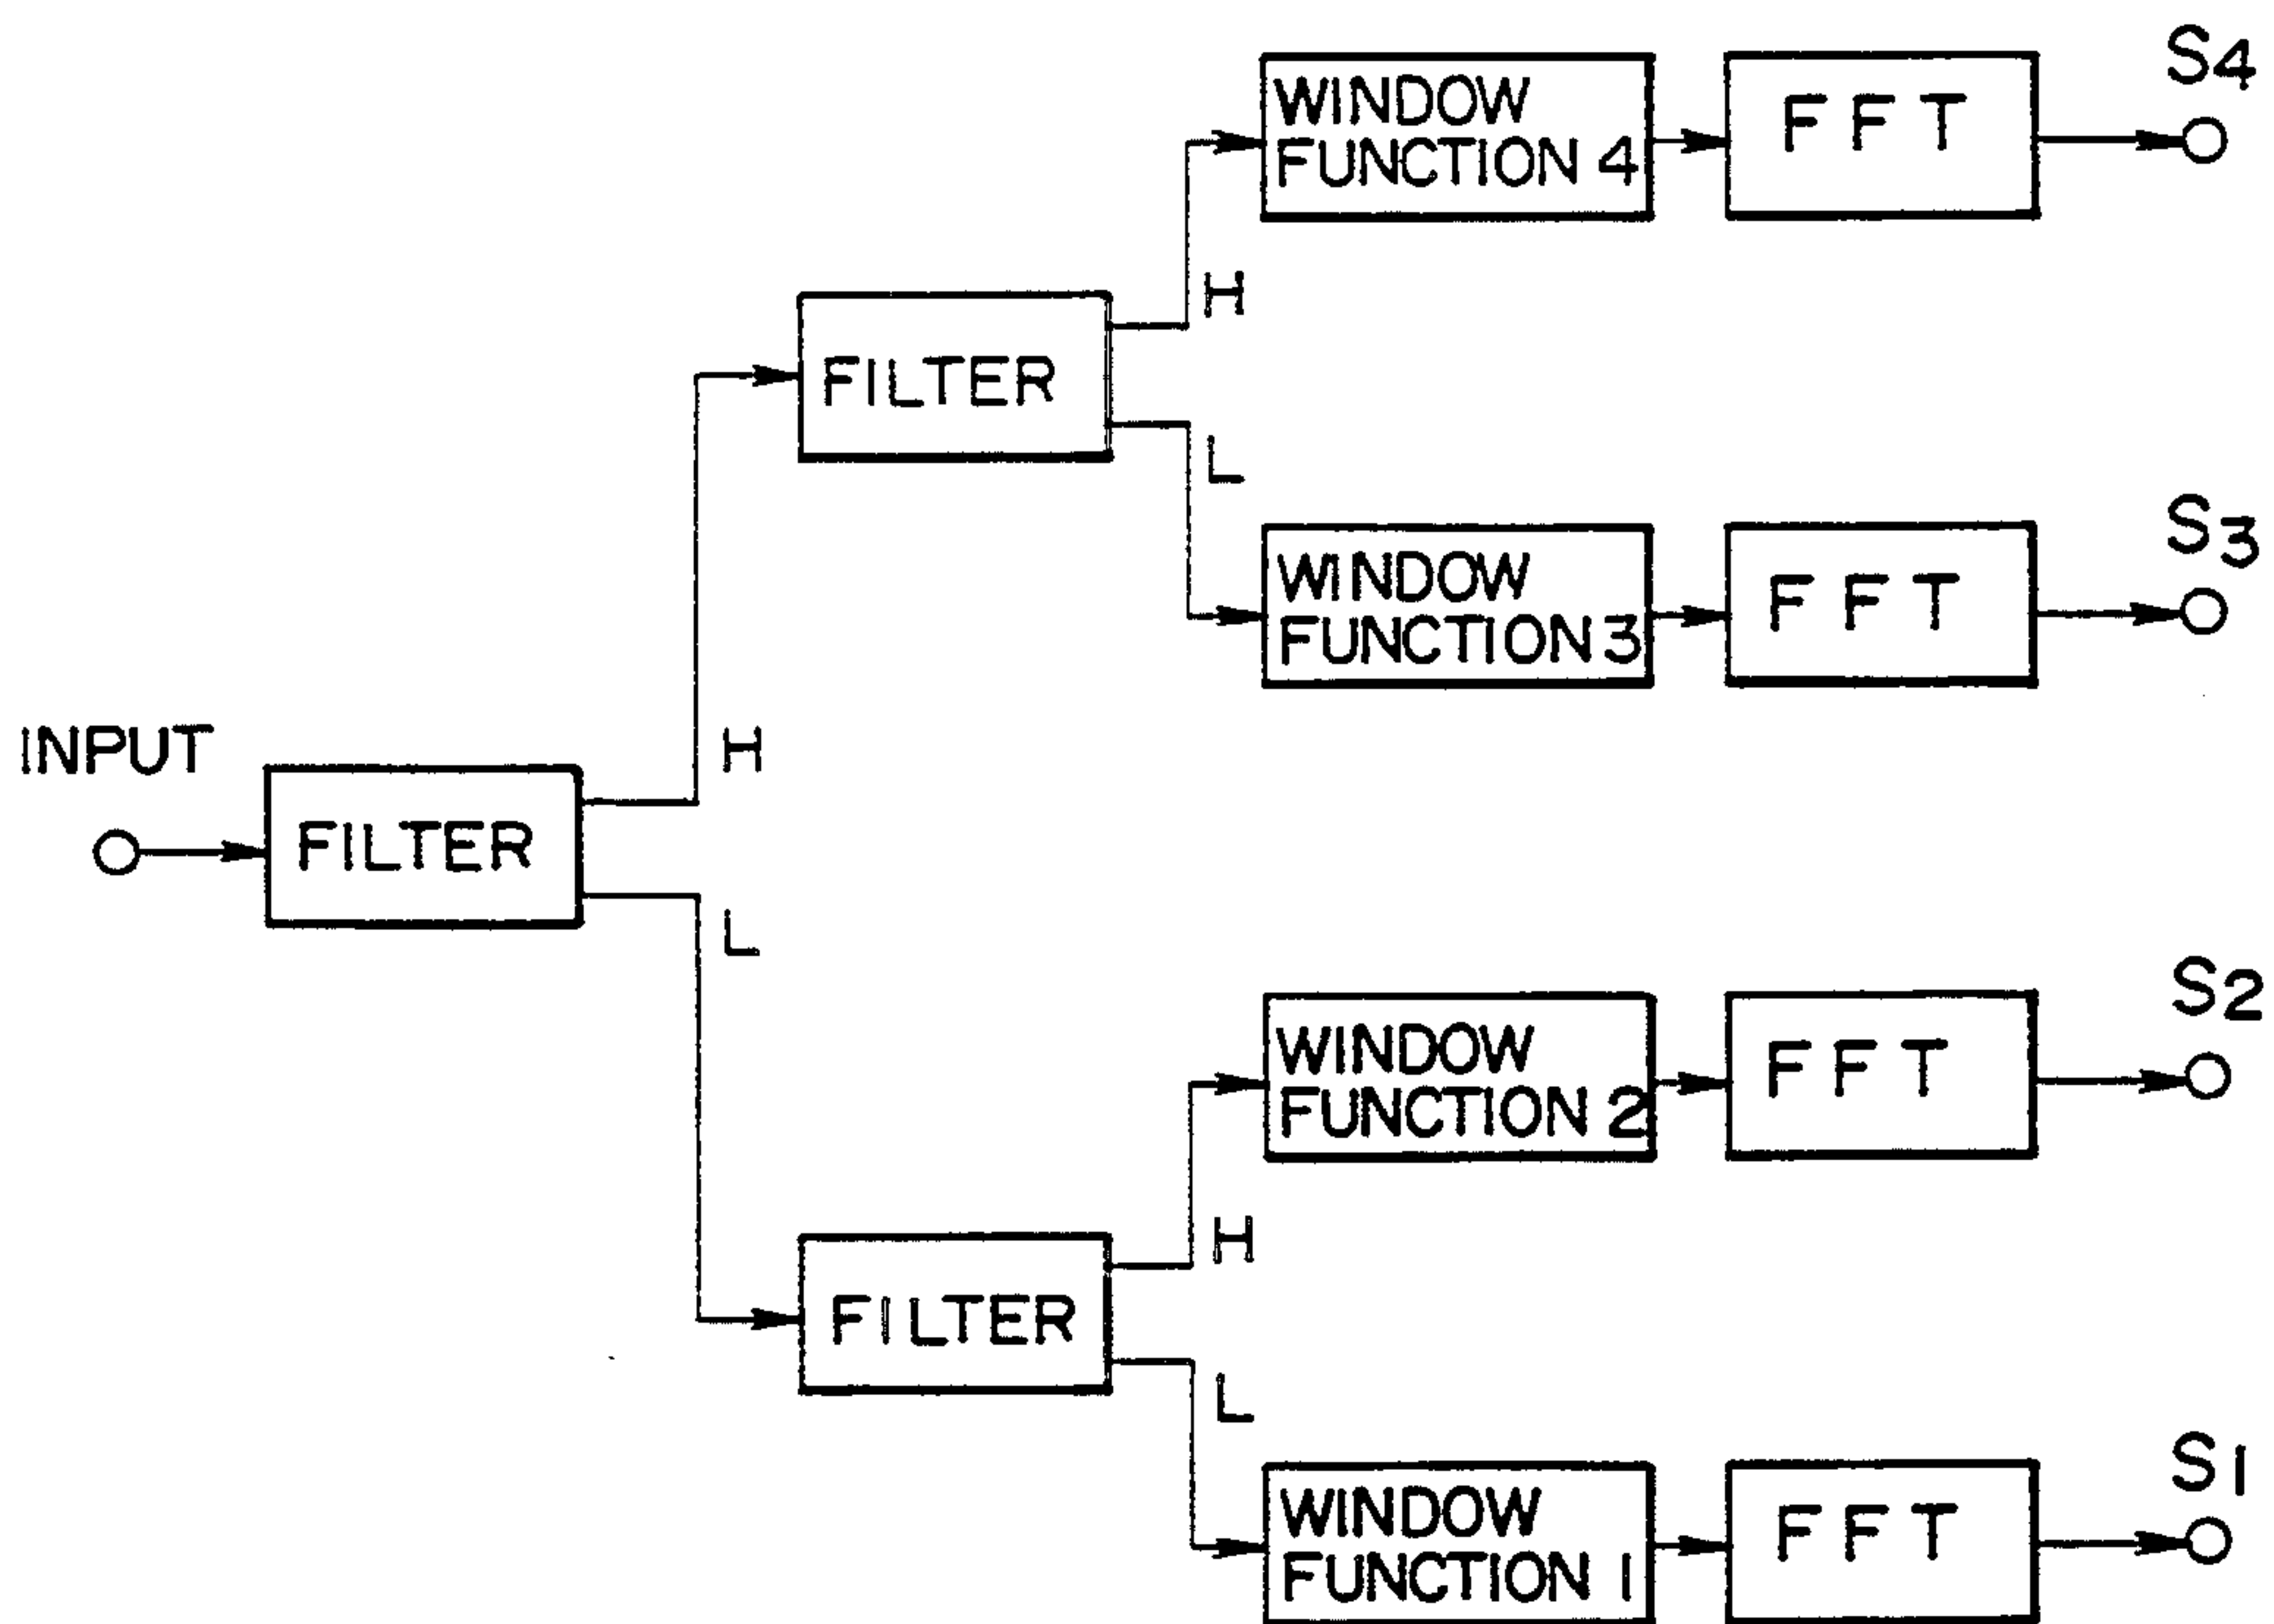 S4
WINDOW
FUNCTION 4
FFT
H
FILTER
L
S3
WINDOW
FUNCTION 3
FFT
INPUT
H
FILTER
L
S2
WINDOW
FUNCTION 2
FFT
H
FILTER
L
S1
WINDOW
FUNCTION 1
FFT